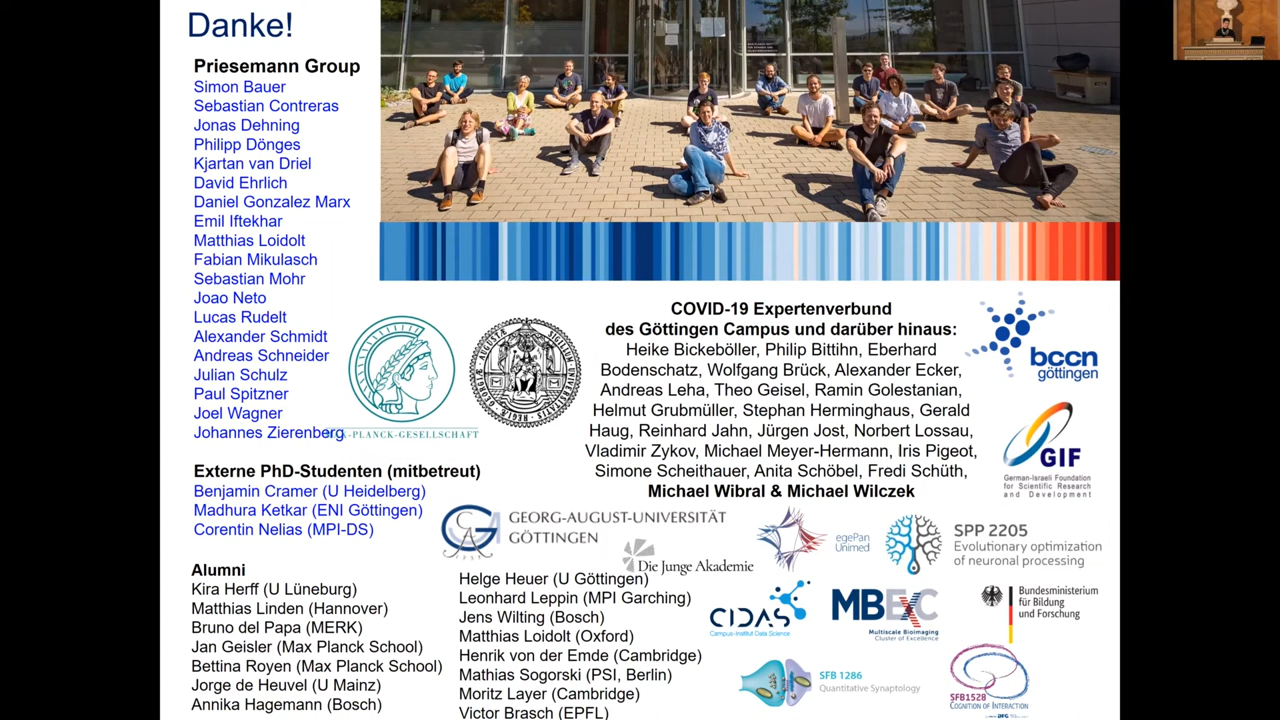 Danke!
Priesemann Group
Simon Bauer
Sebastian Contreras
Jonas Dehning
Philipp Dönges
Kjartan van Driel
David Ehrlich
Daniel Gonzalez Marx
Emil Iftekhar
Matthias Loidolt
Fabian Mikulasch
Sebastian Mohr
Joao Neto
Lucas Rudelt
Alexander Schmidt
Andreas Schneider
Julian Schulz
Paul Spitzner
Joel Wagner
Johannes Zierenberg
-PLANCK-GESELLSCHAFT
Externe PhD-Studenten (mitbetreut)
Benjamin Cramer (U Heidelberg)
Madhura Ketkar (ENI Göttingen)
Corentin Nelias (MPI-DS)
Alumni
Kira Herff (U Lüneburg)
Matthias Linden (Hannover)
Bruno del Papa (MERK)
Jan Geisler (Max Planck School)
Bettina Royen (Max Planck School)
Jorge de Heuvel (U Mainz)
Annika Hagemann (Bosch)
Helge Heuer (U Göttingen)
Leonhard Leppin (MPI Garching)
Jens Wilting (Bosch)
Matthias Loidolt (Oxford)
Henrik von der Emde (Cambridge)
Mathias Sogorski (PSI, Berlin)
Moritz Layer (Cambridge)
Victor Brasch (EPFL)
COVID-19 Expertenverbund
des Göttingen Campus und darüber hinaus:
Heike Bickeböller, Philip Bittihn, Eberhard
Bodenschatz, Wolfgang Brück, Alexander Ecker,
Andreas Leha, Theo Geisel, Ramin Golestanian,
Helmut Grubmüller, Stephan Herminghaus, Gerald
Haug, Reinhard Jahn, Jürgen Jost, Norbert Lossau,
Vladimir Zykov, Michael Meyer-Hermann, Iris Pigeot,
Simone Scheithauer, Anita Schöbel, Fredi Schüth,
Michael Wibral & Michael Wilczek
bccn
göttingen
GIF
German-Israeli Foundation
for Scientific Research
and Development
GEORG-AUGUST-UNIVERSITÄT
GÖTTINGEN
Die Junge Akademie
egePan
Unimed
SPP 2205
Evolutionary optimization
of neuronal processing
CIDAS
Campus-Institut Data Science
MBExC
Multiscale Bioimaging
Cluster of Excellence
Bundesministerium
für Bildung
und Forschung
SFB 1286
Quantitative Synaptology
SFB1528
COGNITION OF INTERACTION
DFG